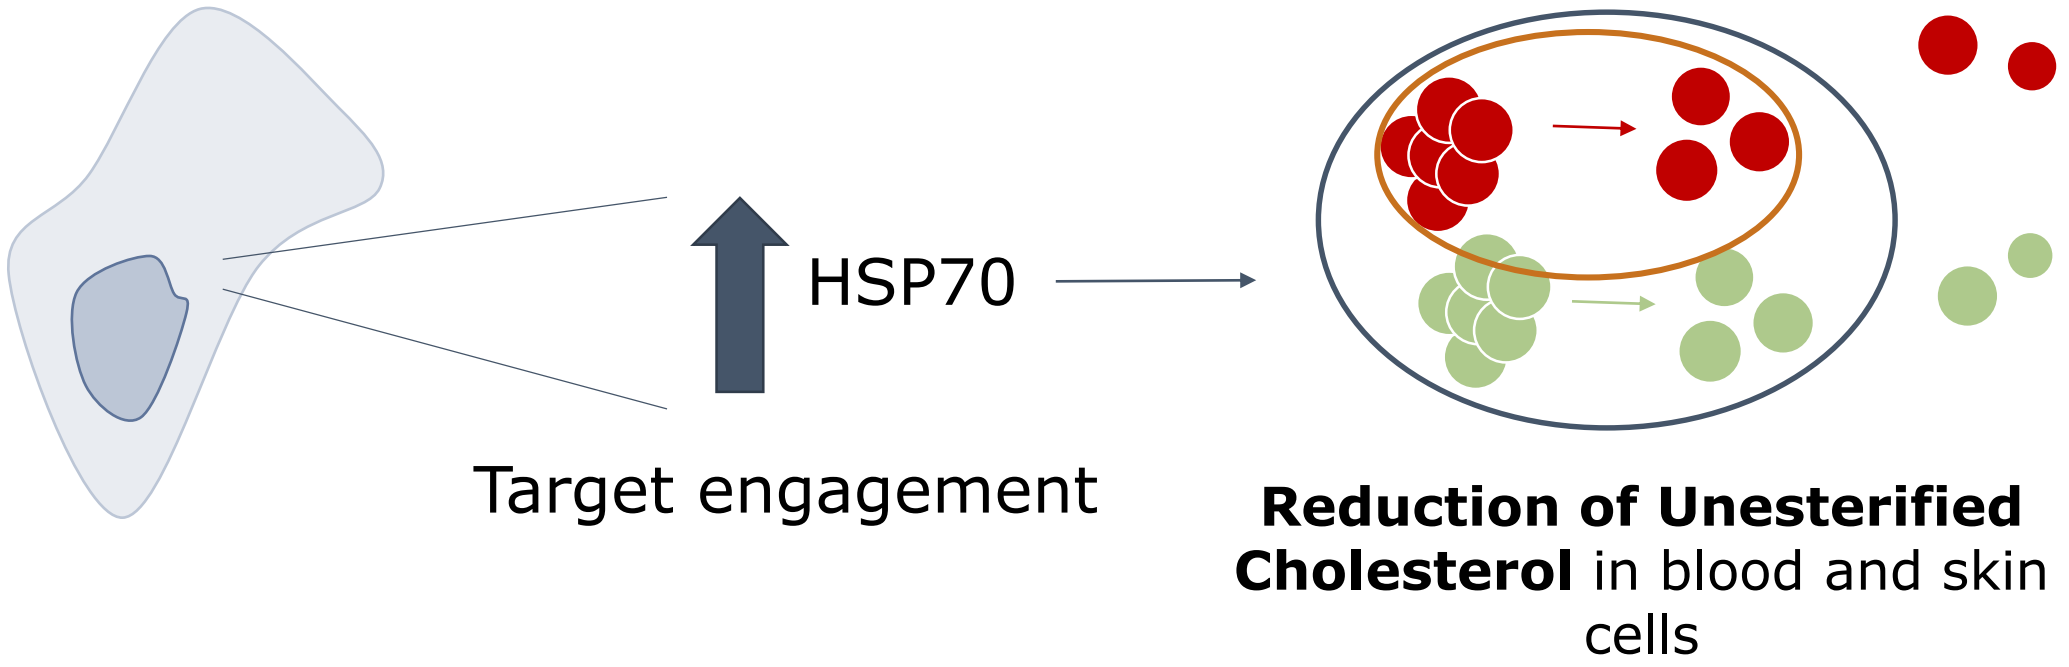 HSP70
Target engagement
Reduction of Unesterified
Cholesterol in blood and skin
cells